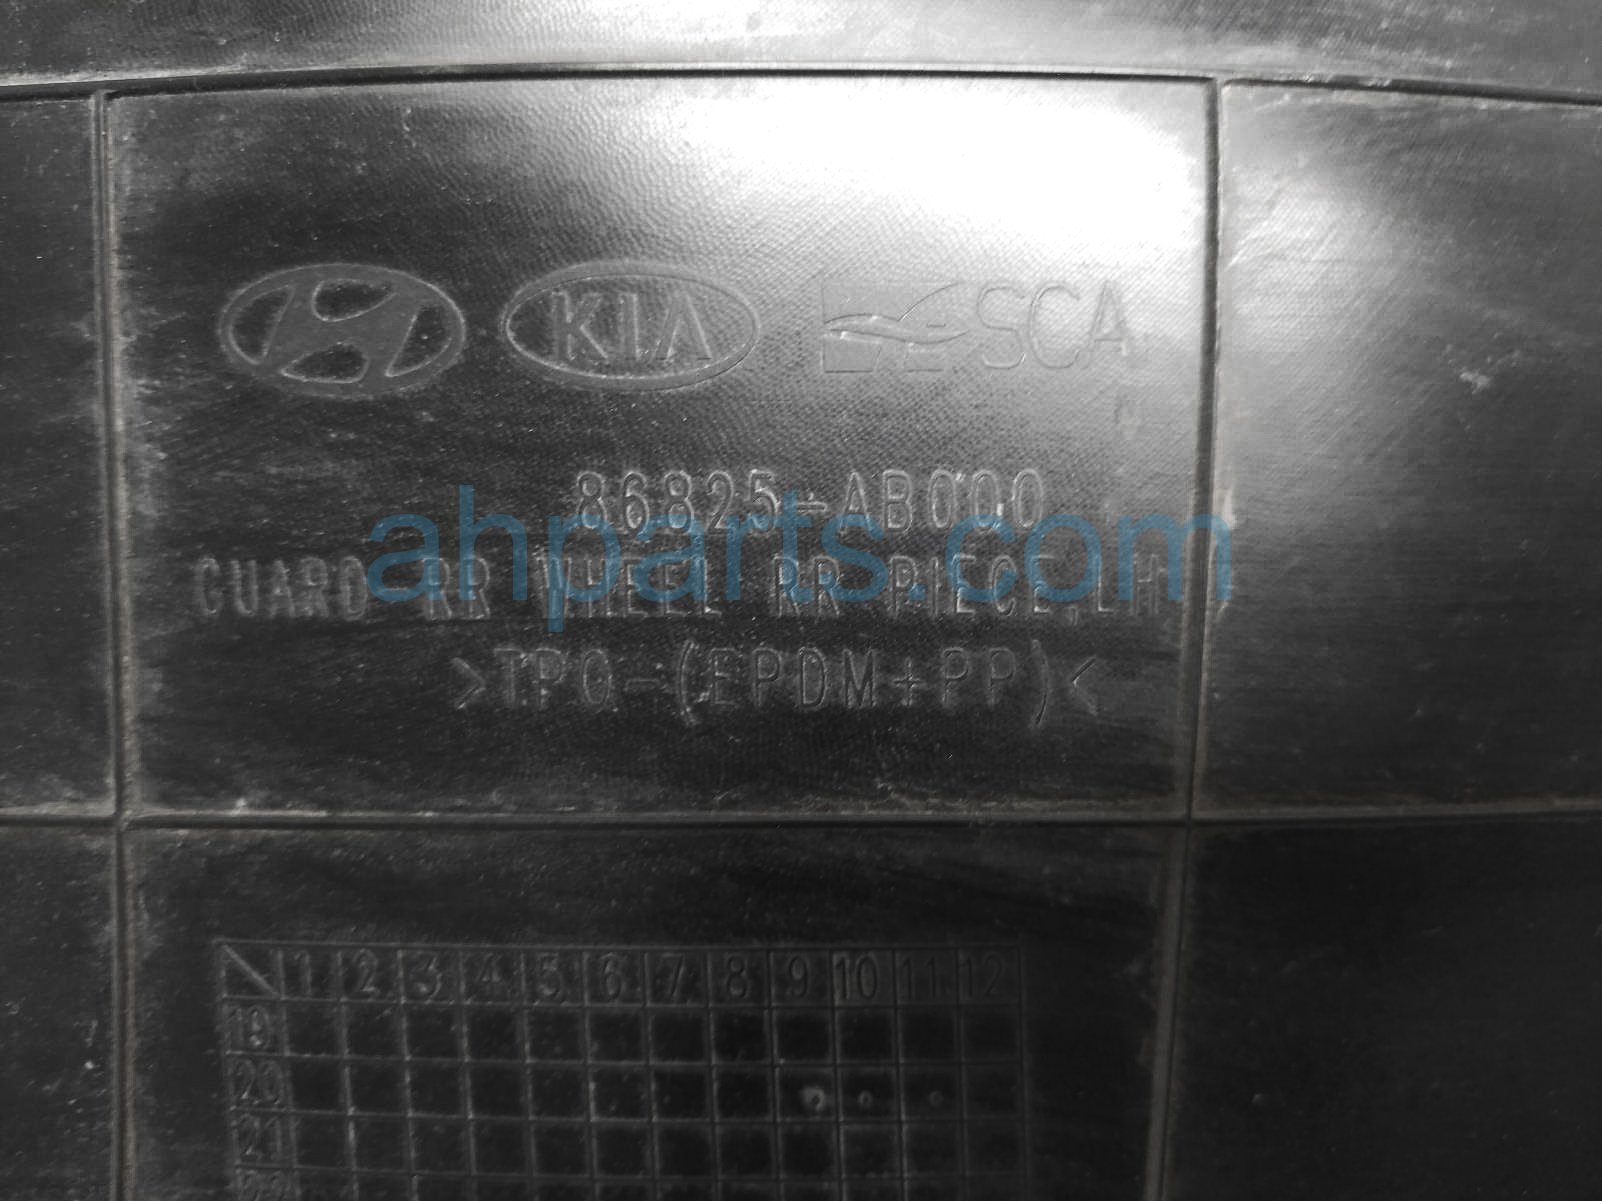 KIA SCA
86825-AB000
GUARD RR WHEEL RR PIECE,LH
>TPO-(EPDM+PP)<
ahparts.com
1 2 3 4 5 6 7 8 9 10 11 12
19
20
21